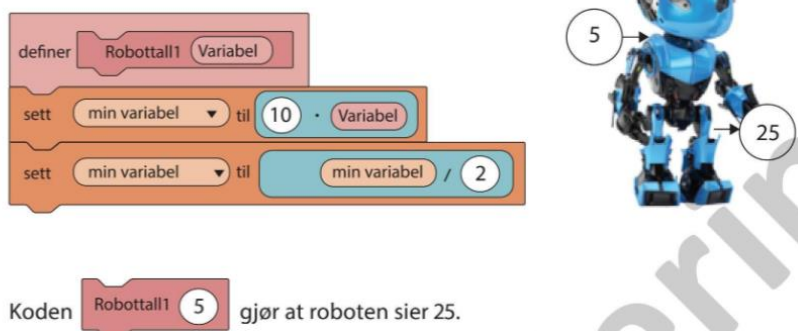 definer Robottall1 Variabel
sett min variabel til 10 · Variabel
sett min variabel til min variabel / 2
5
25
Koden Robottall1 5 gjør at roboten sier 25.